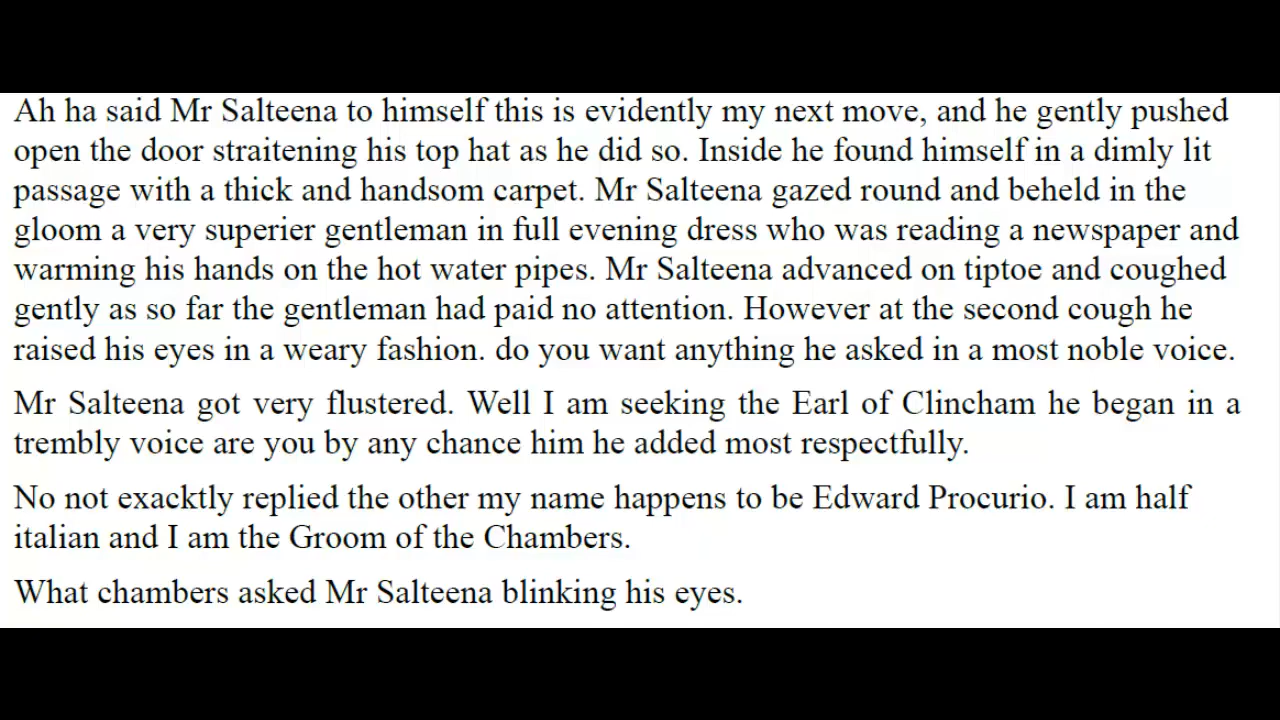 Ah ha said Mr Salteena to himself this is evidently my next move, and he gently pushed
open the door straitening his top hat as he did so. Inside he found himself in a dimly lit
passage with a thick and handsom carpet. Mr Salteena gazed round and beheld in the
gloom a very superier gentleman in full evening dress who was reading a newspaper and
warming his hands on the hot water pipes. Mr Salteena advanced on tiptoe and coughed
gently as so far the gentleman had paid no attention. However at the second cough he
raised his eyes in a weary fashion. do you want anything he asked in a most noble voice.
Mr Salteena got very flustered. Well I am seeking the Earl of Clincham he began in a
trembly voice are you by any chance him he added most respectfully.
No not exacktly replied the other my name happens to be Edward Procurio. I am half
italian and I am the Groom of the Chambers.
What chambers asked Mr Salteena blinking his eyes.